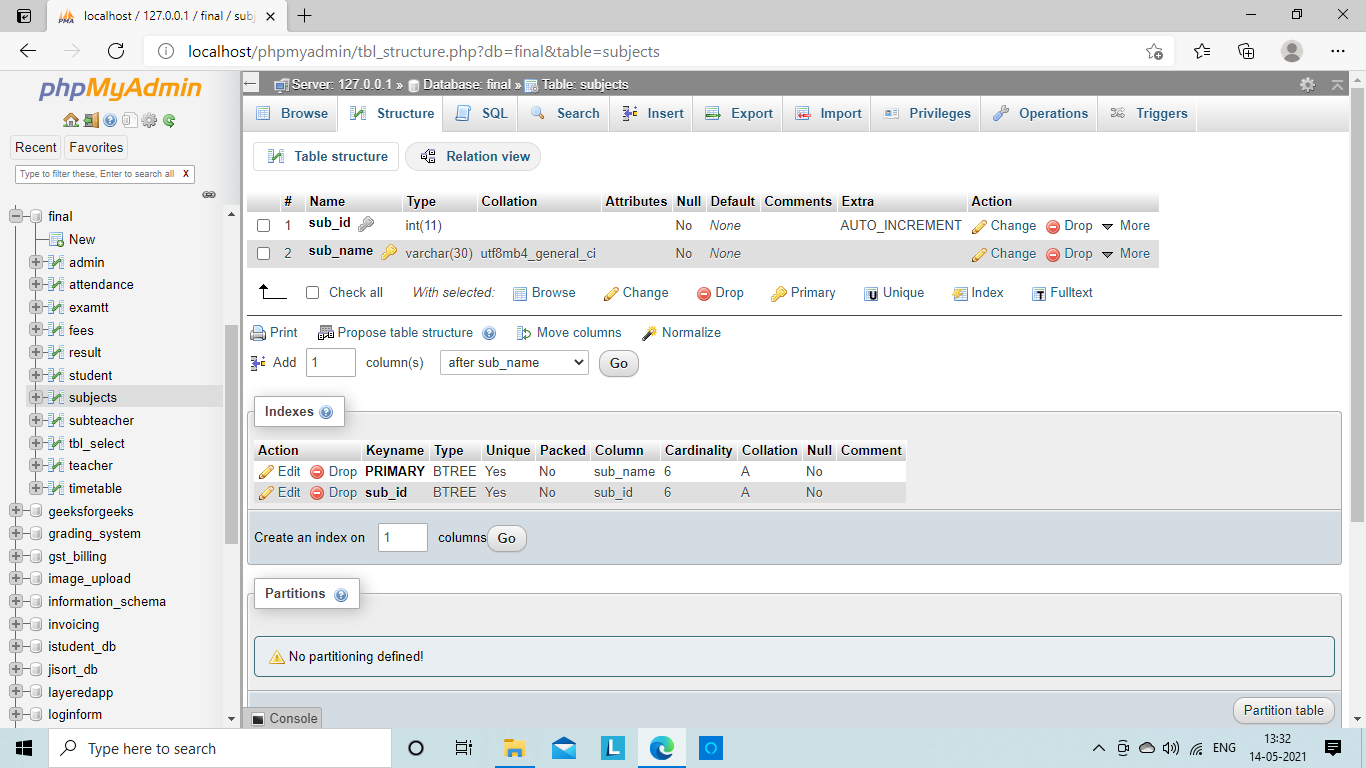 localhost / 127.0.0.1 / final / subj
localhost/phpmyadmin/tbl_structure.php?db=final&table=subjects
phpMyAdmin
Recent Favorites
Type to filter these, Enter to search all X
final
New
admin
attendance
examtt
fees
result
student
subjects
subteacher
tbl_select
teacher
timetable
geeksforgeeks
grading_system
gst_billing
image_upload
information_schema
invoicing
istudent_db
jisort_db
layeredapp
loginform
Server: 127.0.0.1 » Database: final » Table: subjects
Browse Structure SQL Search Insert Export Import Privileges Operations Triggers
Table structure Relation view
# Name Type Collation Attributes Null Default Comments Extra Action
1 sub_id int(11) No None AUTO_INCREMENT Change Drop More
2 sub_name varchar(30) utf8mb4_general_ci No None Change Drop More
Check all With selected: Browse Change Drop Primary Unique Index Fulltext
Print Propose table structure Move columns Normalize
Add 1 column(s) after sub_name Go
Indexes
Action Keyname Type Unique Packed Column Cardinality Collation Null Comment
Edit Drop PRIMARY BTREE Yes No sub_name 6 A No
Edit Drop sub_id BTREE Yes No sub_id 6 A No
Create an index on 1 columns Go
Partitions
No partitioning defined!
Partition table
Console
Type here to search
ENG
13:32
14-05-2021